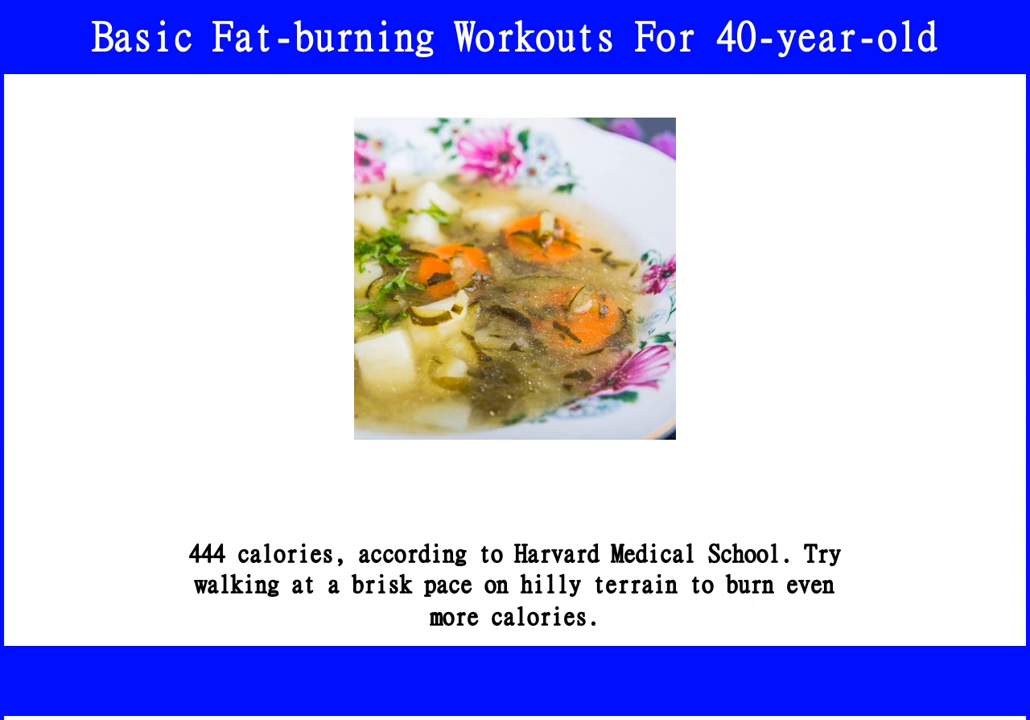 Basic Fat-burning Workouts For 40-year-old
444 calories, according to Harvard Medical School. Try
walking at a brisk pace on hilly terrain to burn even
more calories.